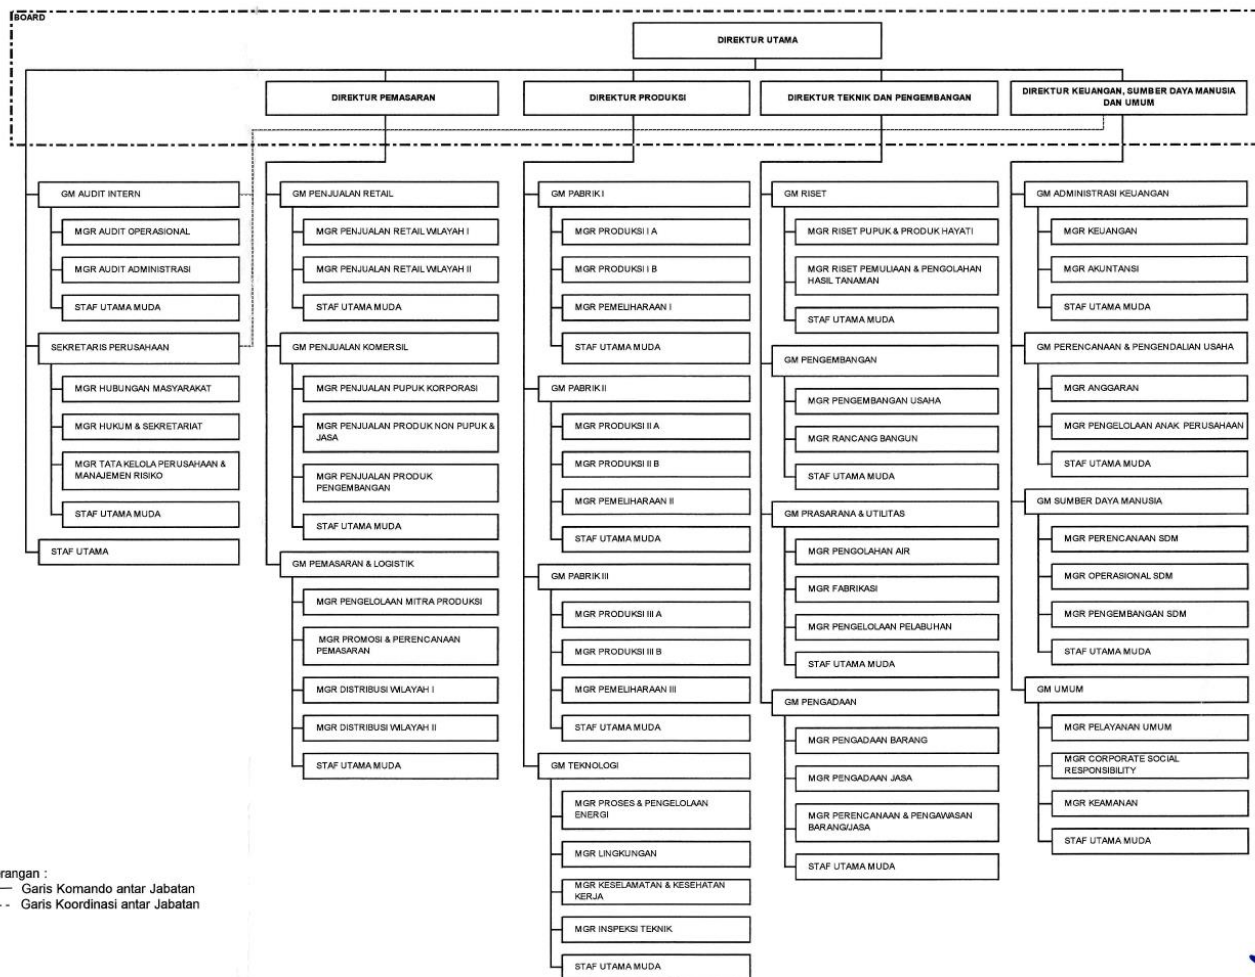 BOARD
DIREKTUR UTAMA
DIREKTUR PEMASARAN
DIREKTUR PRODUKSI
DIREKTUR TEKNIK DAN PENGEMBANGAN
DIREKTUR KEUANGAN, SUMBER DAYA MANUSIA
DAN UMUM
GM AUDIT INTERN
MGR AUDIT OPERASIONAL
MGR AUDIT ADMINISTRASI
STAF UTAMA MUDA
SEKRETARIS PERUSAHAAN
MGR HUBUNGAN MASYARAKAT
MGR HUKUM & SEKRETARIAT
MGR TATA KELOLA PERUSAHAAN &
MANAJEMEN RISIKO
STAF UTAMA MUDA
STAF UTAMA
GM PENJUALAN RETAIL
MGR PENJUALAN RETAIL WILAYAH I
MGR PENJUALAN RETAIL WILAYAH II
STAF UTAMA MUDA
GM PENJUALAN KOMERSIL
MGR PENJUALAN PUPUK KORPORASI
MGR PENJUALAN PRODUK NON PUPUK &
JASA
MGR PENJUALAN PRODUK
PENGEMBANGAN
STAF UTAMA MUDA
GM PEMASARAN & LOGISTIK
MGR PENGELOLAAN MITRA PRODUKSI
MGR PROMOSI & PERENCANAAN
PEMASARAN
MGR DISTRIBUSI WILAYAH I
MGR DISTRIBUSI WILAYAH II
STAF UTAMA MUDA
GM PABRIK I
MGR PRODUKSI I A
MGR PRODUKSI I B
MGR PEMELIHARAAN I
STAF UTAMA MUDA
GM PABRIK II
MGR PRODUKSI II A
MGR PRODUKSI II B
MGR PEMELIHARAAN II
STAF UTAMA MUDA
GM PABRIK III
MGR PRODUKSI III A
MGR PRODUKSI III B
MGR PEMELIHARAAN III
STAF UTAMA MUDA
GM TEKNOLOGI
MGR PROSES & PENGELOLAAN
ENERGI
MGR LINGKUNGAN
MGR KESELAMATAN & KESEHATAN
KERJA
MGR INSPEKSI TEKNIK
STAF UTAMA MUDA
GM RISET
MGR RISET PUPUK & PRODUK HAYATI
MGR RISET PEMULIAAN & PENGOLAHAN
HASIL TANAMAN
STAF UTAMA MUDA
GM PENGEMBANGAN
MGR PENGEMBANGAN USAHA
MGR RANCANG BANGUN
STAF UTAMA MUDA
GM PRASARANA & UTILITAS
MGR PENGOLAHAN AIR
MGR FABRIKASI
MGR PENGELOLAAN PELABUHAN
STAF UTAMA MUDA
GM PENGADAAN
MGR PENGADAAN BARANG
MGR PENGADAAN JASA
MGR PERENCANAAN & PENGAWASAN
BARANG/JASA
STAF UTAMA MUDA
GM ADMINISTRASI KEUANGAN
MGR KEUANGAN
MGR AKUNTANSI
STAF UTAMA MUDA
GM PERENCANAAN & PENGENDALIAN USAHA
MGR ANGGARAN
MGR PENGELOLAAN ANAK PERUSAHAAN
STAF UTAMA MUDA
GM SUMBER DAYA MANUSIA
MGR PERENCANAAN SDM
MGR OPERASIONAL SDM
MGR PENGEMBANGAN SDM
STAF UTAMA MUDA
GM UMUM
MGR PELAYANAN UMUM
MGR CORPORATE SOCIAL
RESPONSIBILITY
MGR KEAMANAN
STAF UTAMA MUDA
rangan :
Garis Komando antar Jabatan
Garis Koordinasi antar Jabatan